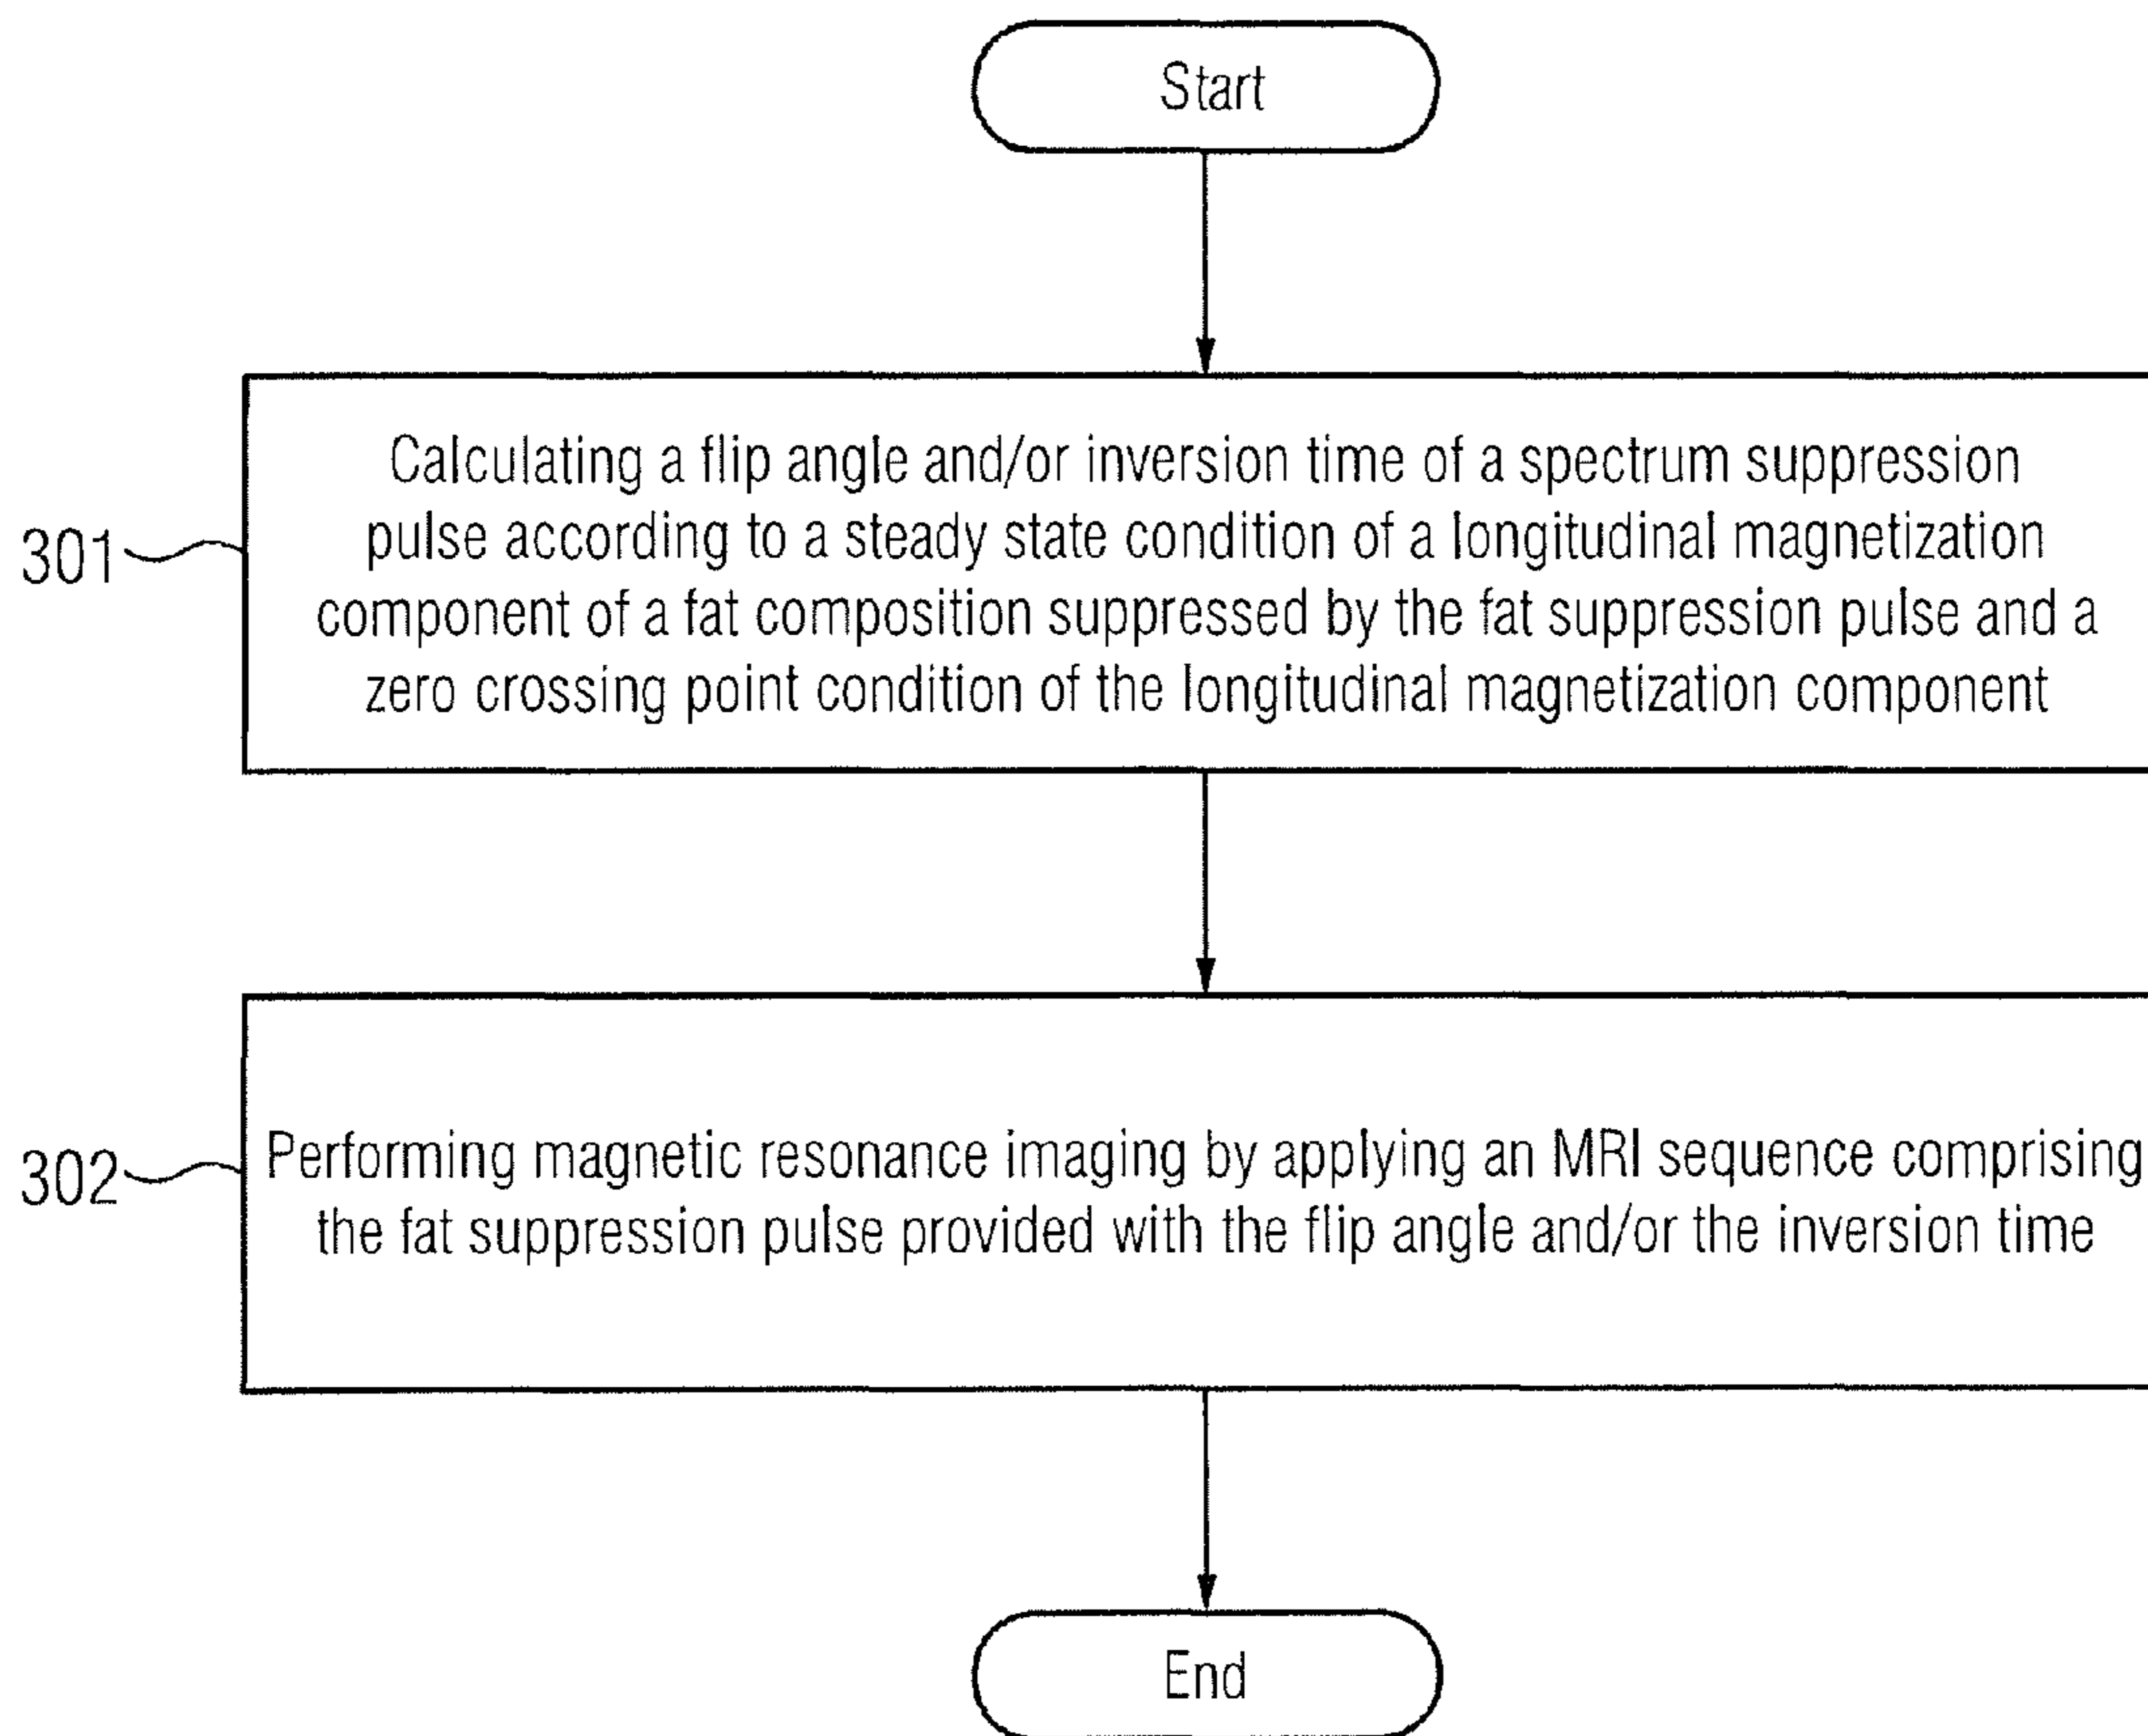 Start
301
Calculating a flip angle and/or inversion time of a spectrum suppression
pulse according to a steady state condition of a longitudinal magnetization
component of a fat composition suppressed by the fat suppression pulse and a
zero crossing point condition of the longitudinal magnetization component
302
Performing magnetic resonance imaging by applying an MRI sequence comprising
the fat suppression pulse provided with the flip angle and/or the inversion time
End